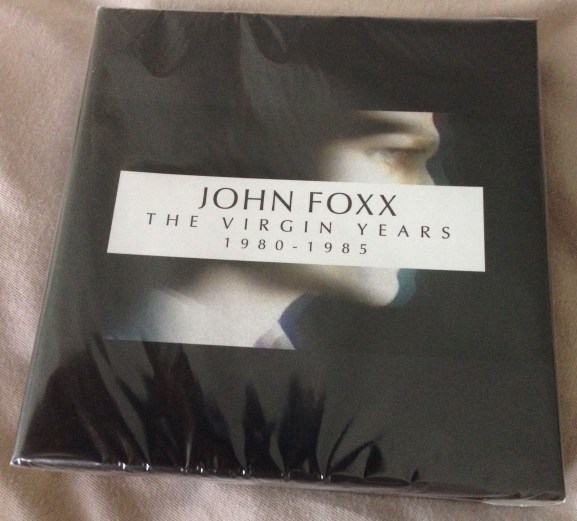 JOHN FOXX
THE VIRGIN YEARS
1980-1985